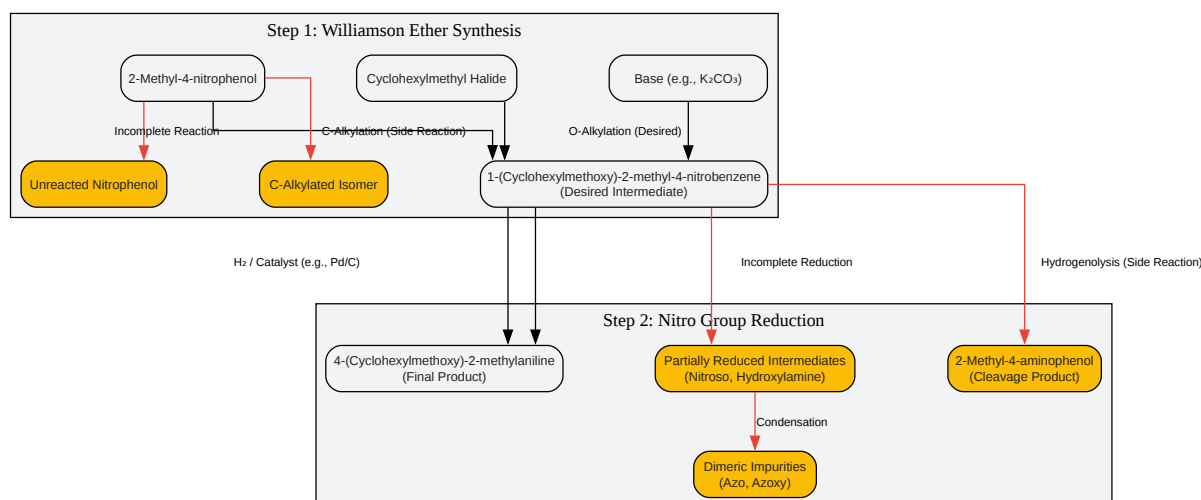 Step 1: Williamson Ether Synthesis
2-Methyl-4-nitrophenol
Cyclohexylmethyl Halide
Base (e.g., K₂CO₃)
Incomplete Reaction
C-Alkylation (Side Reaction)
O-Alkylation (Desired)
Unreacted Nitrophenol
C-Alkylated Isomer
1-(Cyclohexylmethoxy)-2-methyl-4-nitrobenzene
(Desired Intermediate)
H₂ / Catalyst (e.g., Pd/C)
Incomplete Reduction
Hydrogenolysis (Side Reaction)
Step 2: Nitro Group Reduction
4-(Cyclohexylmethoxy)-2-methylaniline
(Final Product)
Partially Reduced Intermediates
(Nitroso, Hydroxylamine)
2-Methyl-4-aminophenol
(Cleavage Product)
Condensation
Dimeric Impurities
(Azo, Azoxy)